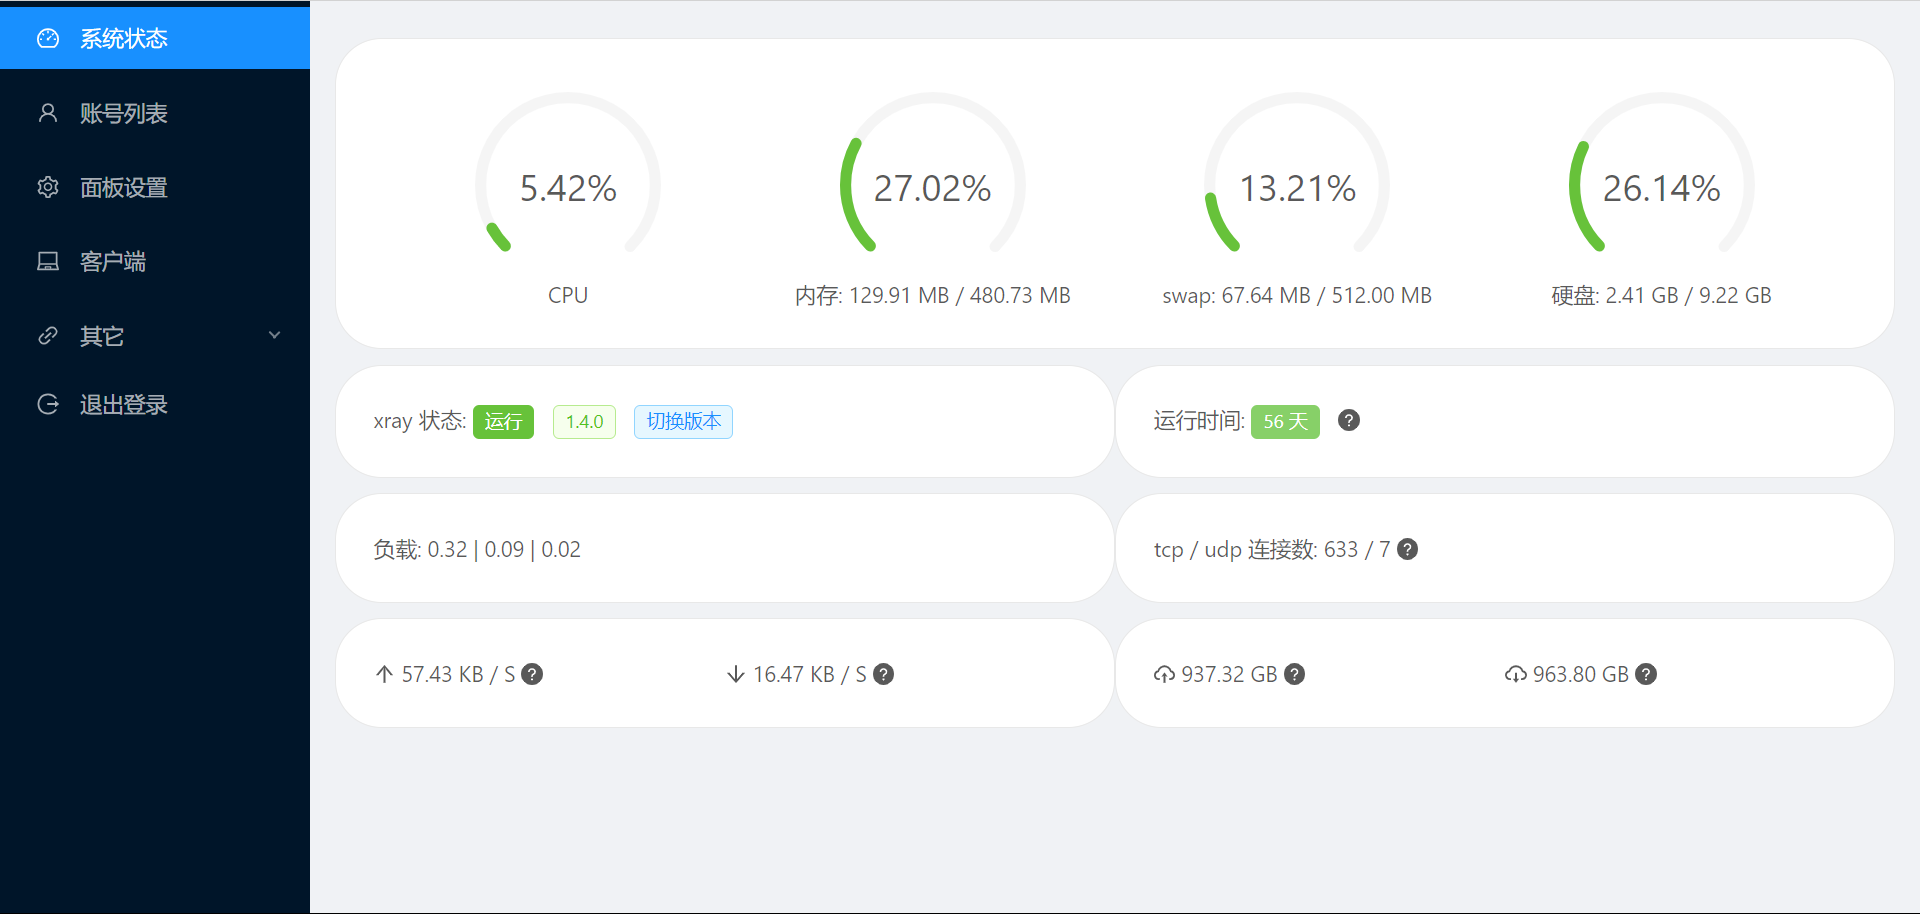 系统状态
账号列表
面板设置
客户端
其它
退出登录
5.42%
27.02%
13.21%
26.14%
CPU
内存: 129.91 MB / 480.73 MB
swap: 67.64 MB / 512.00 MB
硬盘: 2.41 GB / 9.22 GB
xray 状态: 运行 1.4.0 切换版本
运行时间: 56 天
负载: 0.32 | 0.09 | 0.02
tcp / udp 连接数: 633 / 7
57.43 KB / S
16.47 KB / S
937.32 GB
963.80 GB